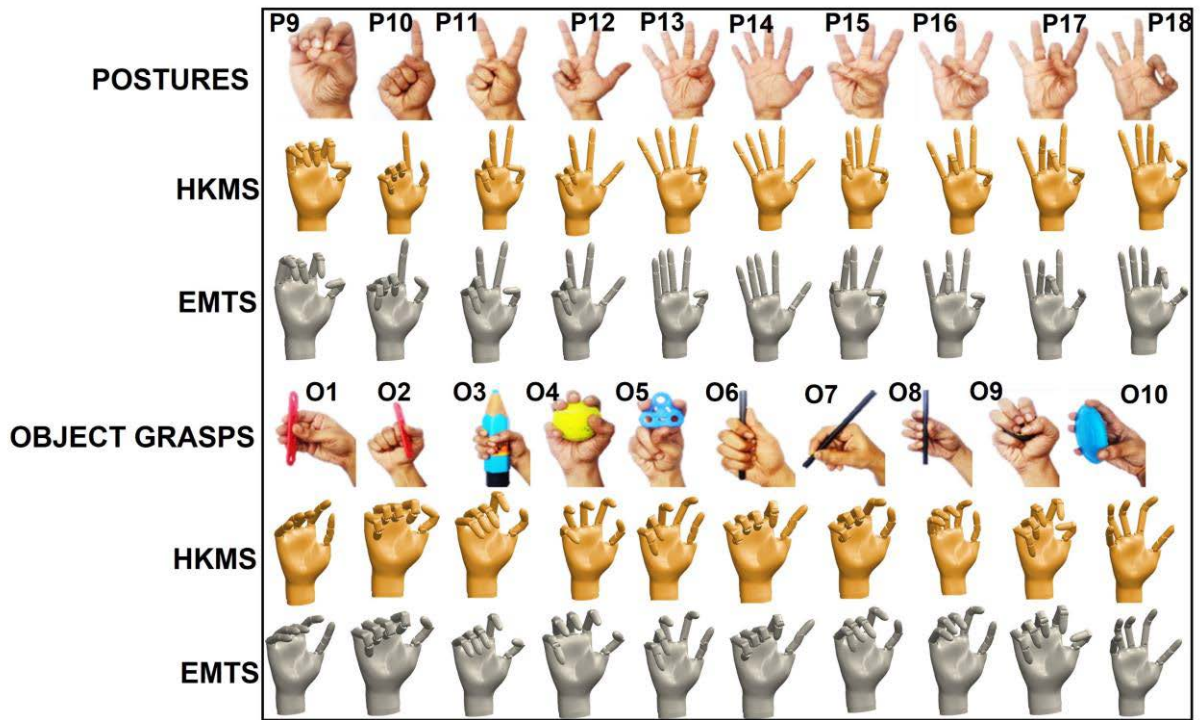 P9 P10 P11 P12 P13 P14 P15 P16 P17 P18
POSTURES
HKMS
EMTS
O1 O2 O3 O4 O5 O6 O7 O8 O9 O10
OBJECT GRASPS
HKMS
EMTS